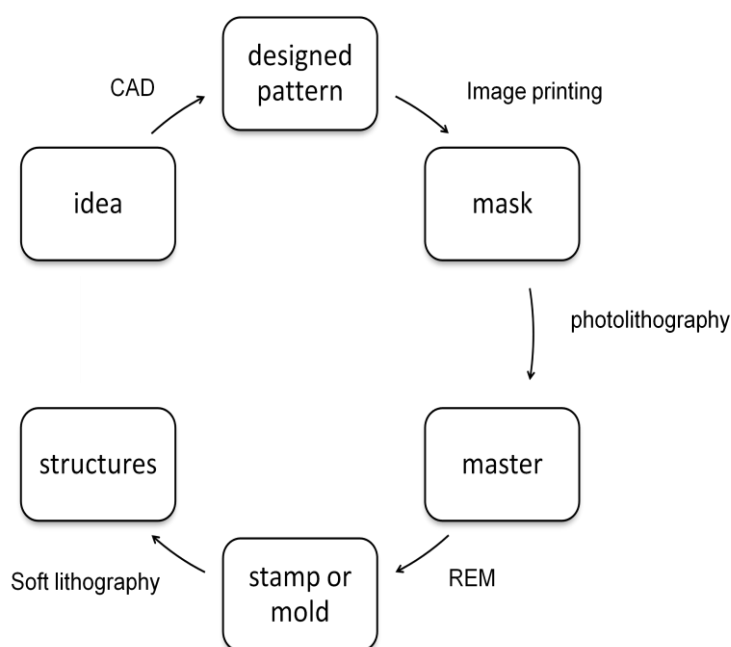 designed
pattern
CAD
Image printing
idea
mask
photolithography
structures
master
Soft lithography
stamp or
mold
REM